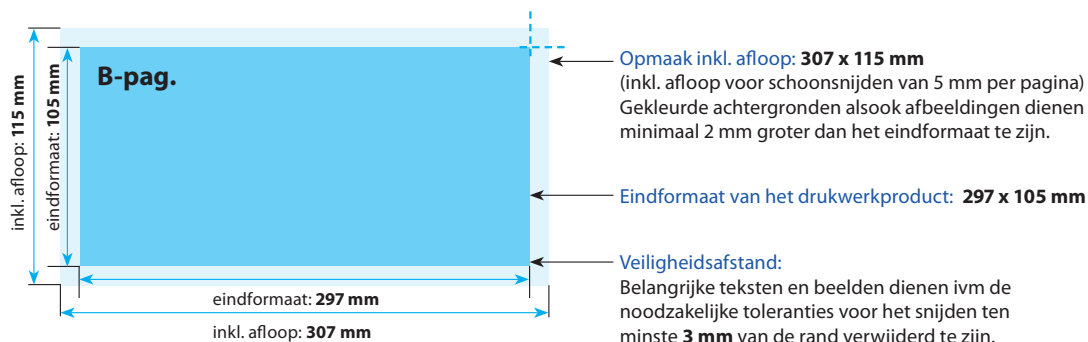 B-pag.
inkl. afloop: 115 mm
eindformaat: 105 mm
eindformaat: 297 mm
inkl. afloop: 307 mm
Opmaak inkl. afloop: 307 x 115 mm
(inkl. afloop voor schoonsnijden van 5 mm per pagina)
Gekleurde achtergronden alsook afbeeldingen dienen
minimaal 2 mm groter dan het eindformaat te zijn.
Eindformaat van het drukwerkproduct: 297 x 105 mm
Veiligheidsafstand:
Belangrijke teksten en beelden dienen ivm de
noodzakelijke toleranties voor het snijden ten
minste 3 mm van de rand verwijderd te zijn.